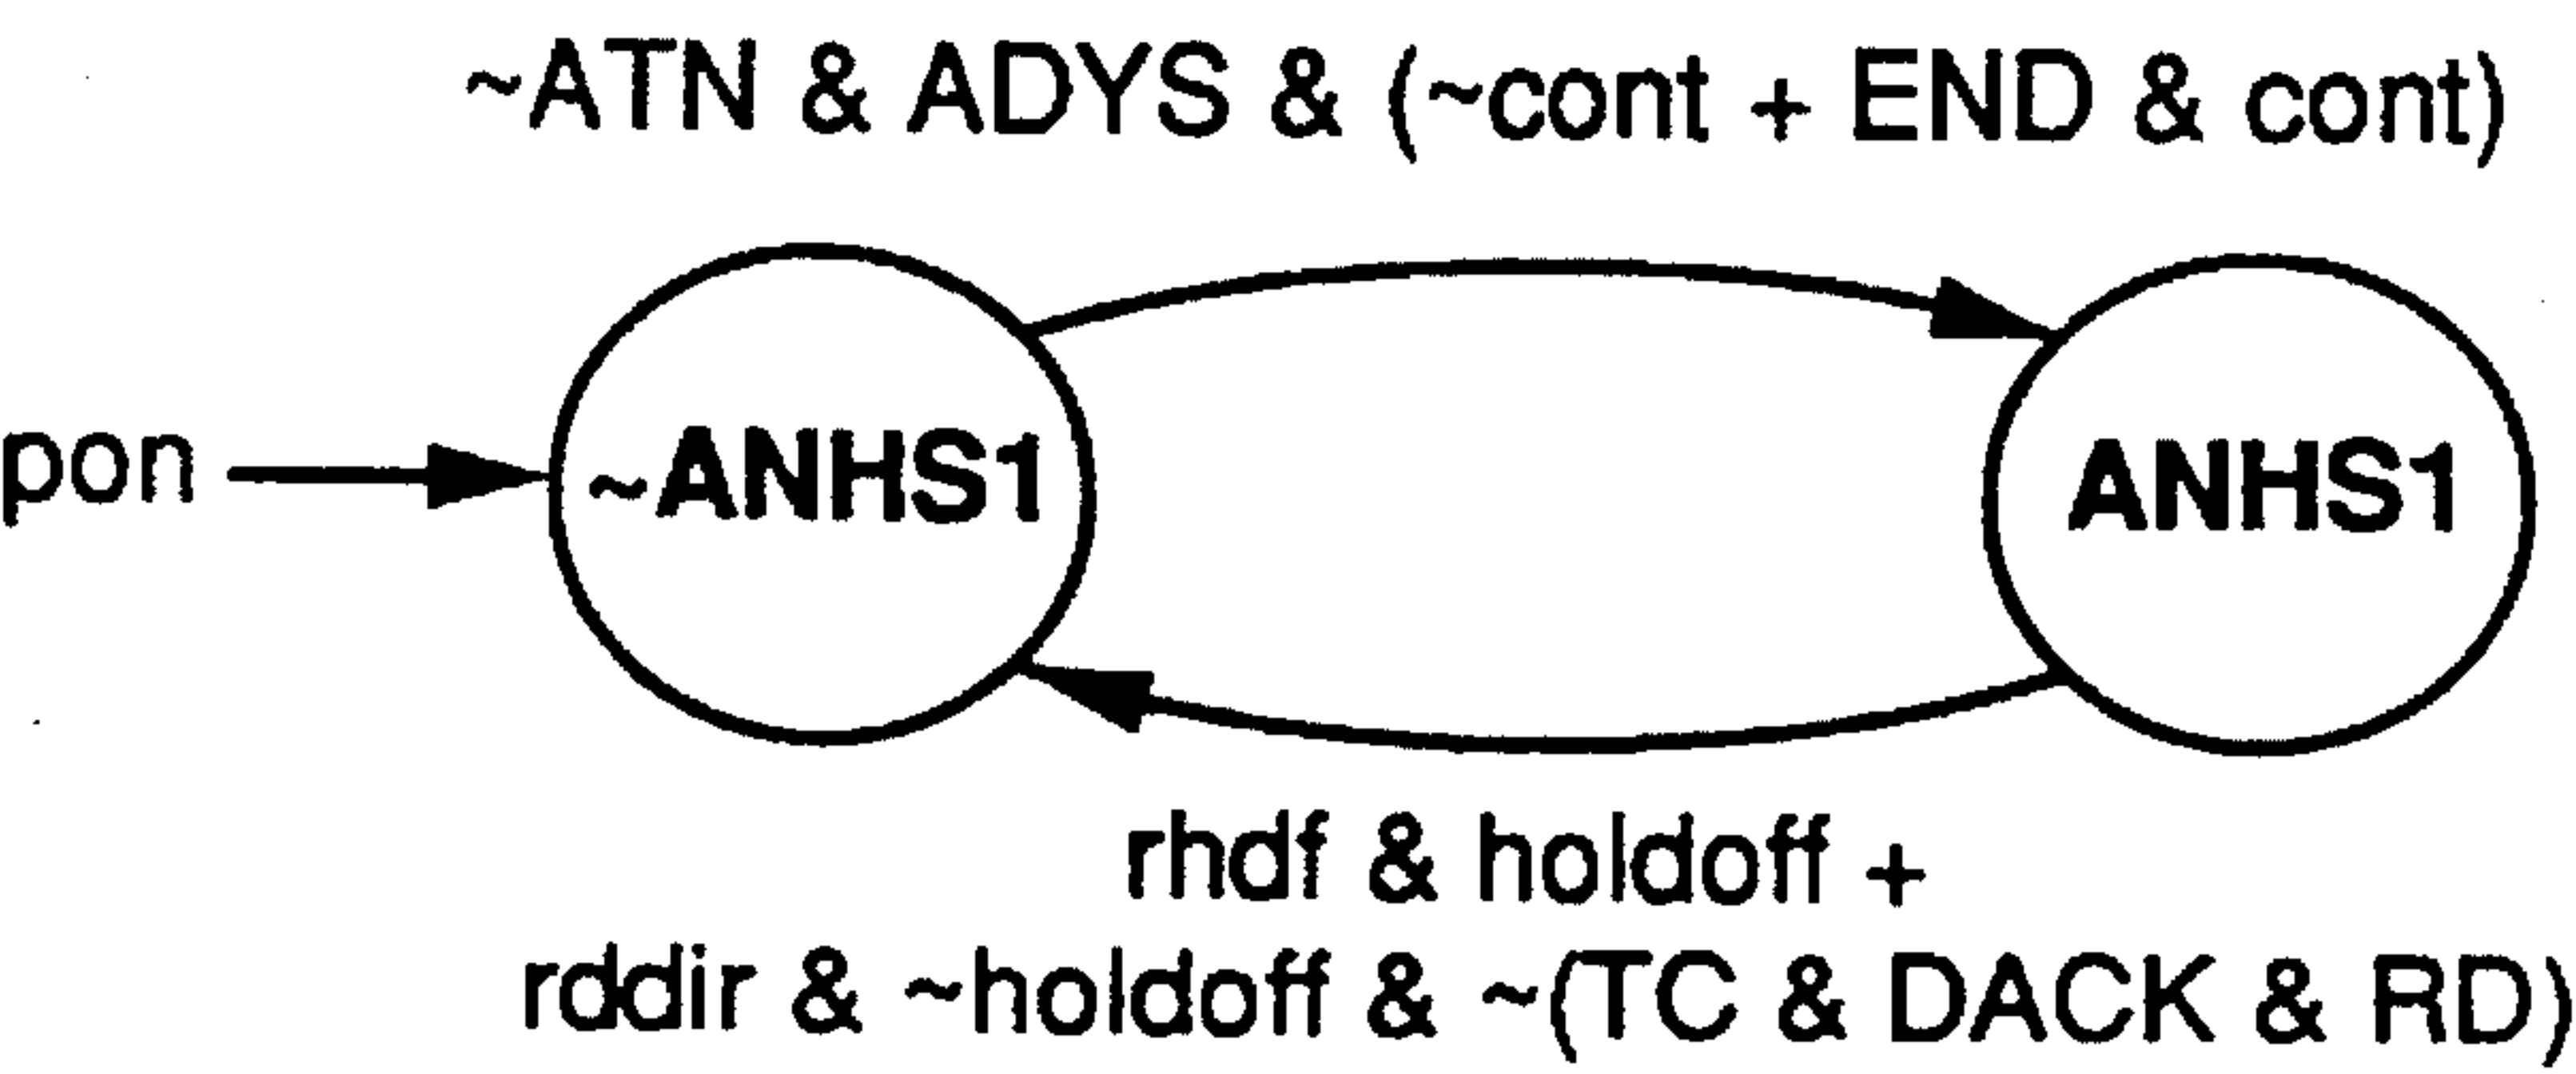 ~ATN & ADYS & (~cont + END & cont)
pon
~ANHS1
ANHS1
rhdf & holdoff +
rddir & ~holdoff & ~(TC & DACK & RD)